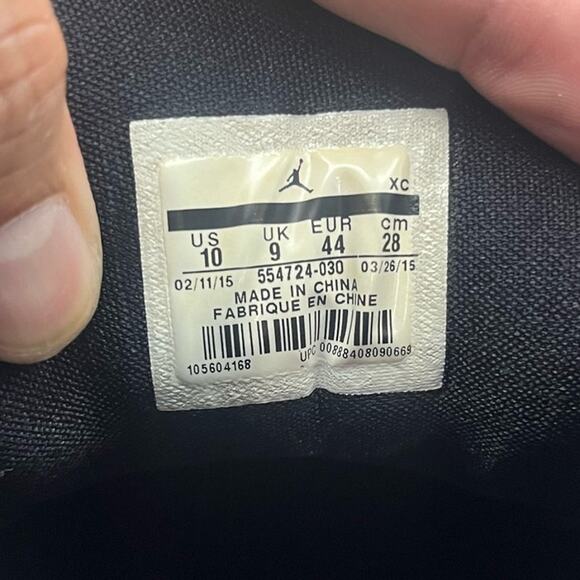 XC
US UK EUR cm
10 9 44 28
02/11/15 554724-030 03/26/15
MADE IN CHINA
FABRIQUE EN CHINE
105604168 UPC 00888408090669